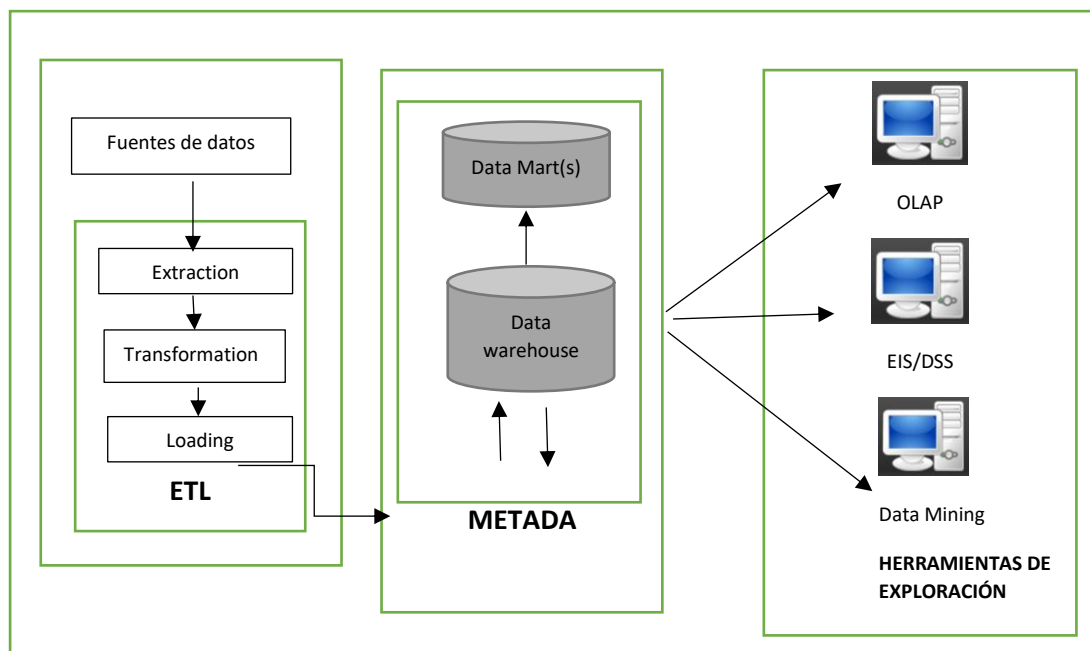 Fuentes de datos
Extraction
Transformation
Loading
ETL
Data Mart(s)
Data
warehouse
METADA
OLAP
EIS/DSS
Data Mining
HERRAMIENTAS DE
EXPLORACIÓN